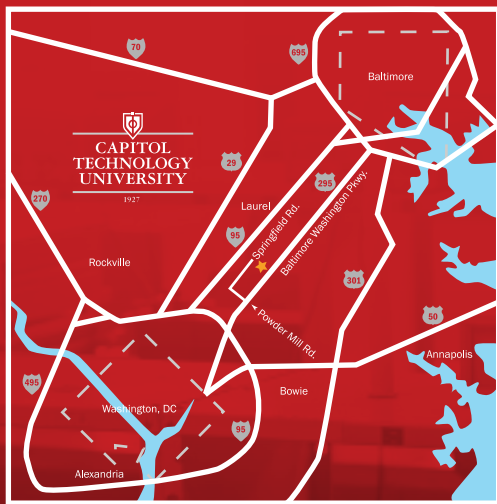 70
695
Baltimore
CAPITOL
TECHNOLOGY
UNIVERSITY
1927
29
295
270
Laurel
Springfield Rd.
Baltimore Washington Pkwy.
95
Rockville
301
Powder Mill Rd.
50
Annapolis
495
Bowie
Washington, DC
95
Alexandria